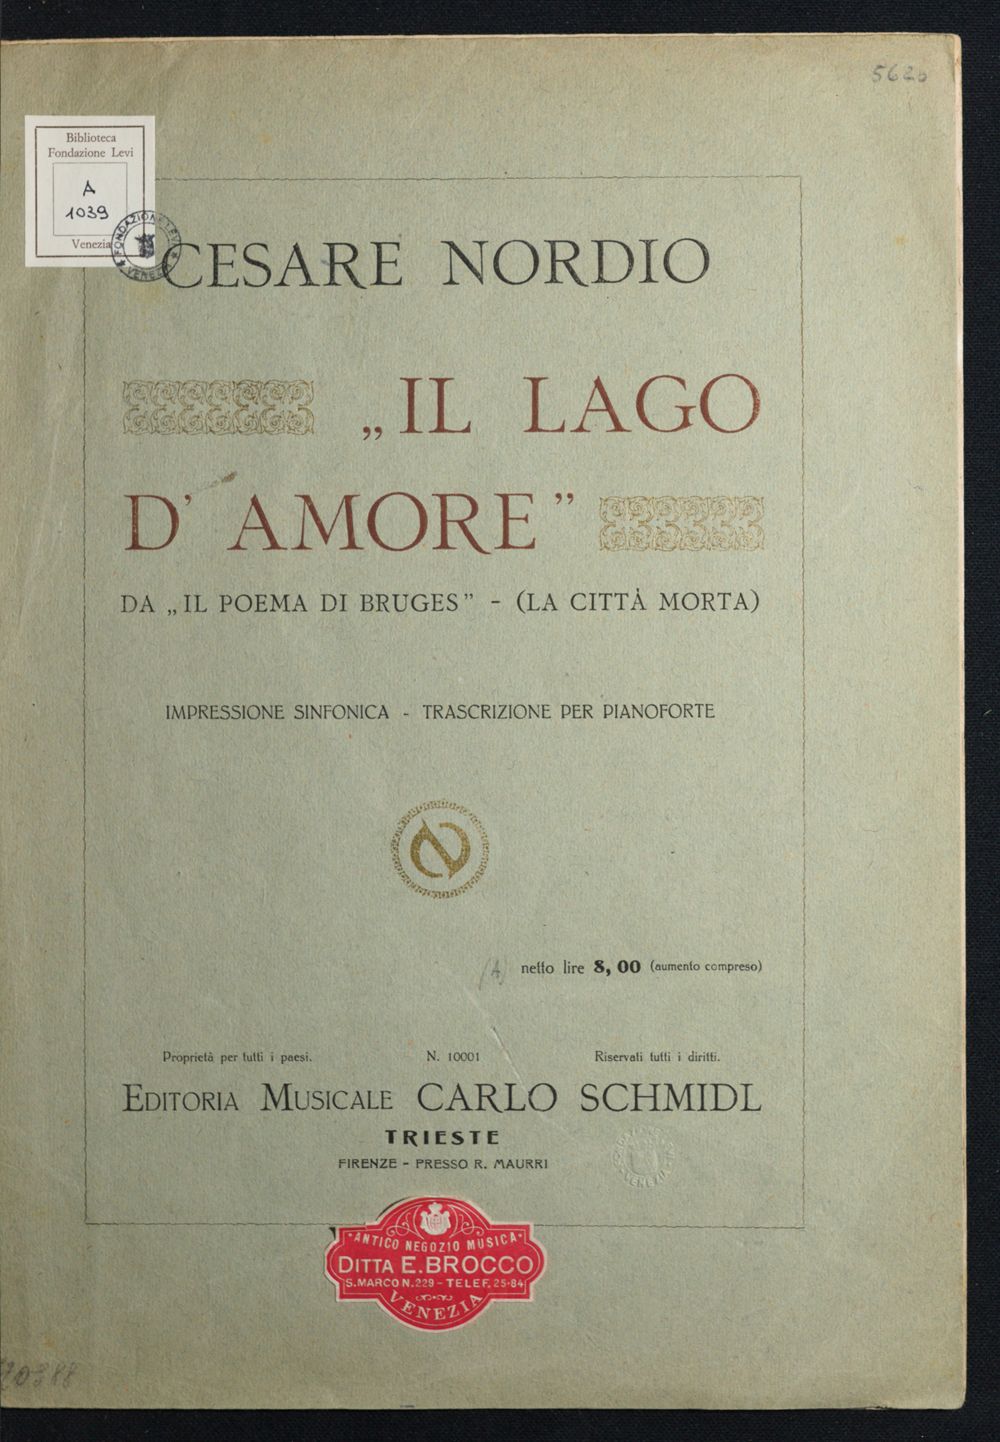 5620
Biblioteca
Fondazione Levi
A
1039
Venezia
FONDAZIONE LEVI
VENEZIA
CESARE NORDIO
„IL LAGO
D' AMORE”
DA „IL POEMA DI BRUGES” - (LA CITTÀ MORTA)
IMPRESSIONE SINFONICA - TRASCRIZIONE PER PIANOFORTE
(A) netto lire 8,00 (aumento compreso)
Proprietà per tutti i paesi. N. 10001 Riservati tutti i diritti.
EDITORIA MUSICALE CARLO SCHMIDL
TRIESTE
FIRENZE - PRESSO R. MAURRI
ANTICO NEGOZIO MUSICA
DITTA E. BROCCO
S. MARCO N. 229 - TELEF. 25-84
VENEZIA